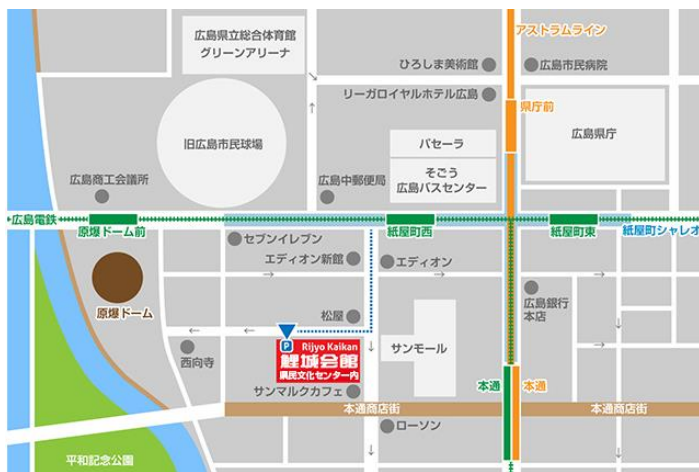 アストラムライン
広島県立総合体育館
グリーンアリーナ
ひろしま美術館
広島市民病院
リーガロイヤルホテル広島
県庁前
広島県庁
旧広島市民球場
パセーラ
そごう
広島バスセンター
広島商工会議所
広島中郵便局
広島電鉄
原爆ドーム前
紙屋町西
紙屋町東
紙屋町シャレオ
セブンイレブン
エディオン新館
エディオン
原爆ドーム
松屋
広島銀行
本店
サンモール
西向寺
P
Rijyo Kaikan
鯉城会館
県民文化センター内
サンマルクカフェ
本通
本通
本通商店街
本通商店街
ローソン
平和記念公園